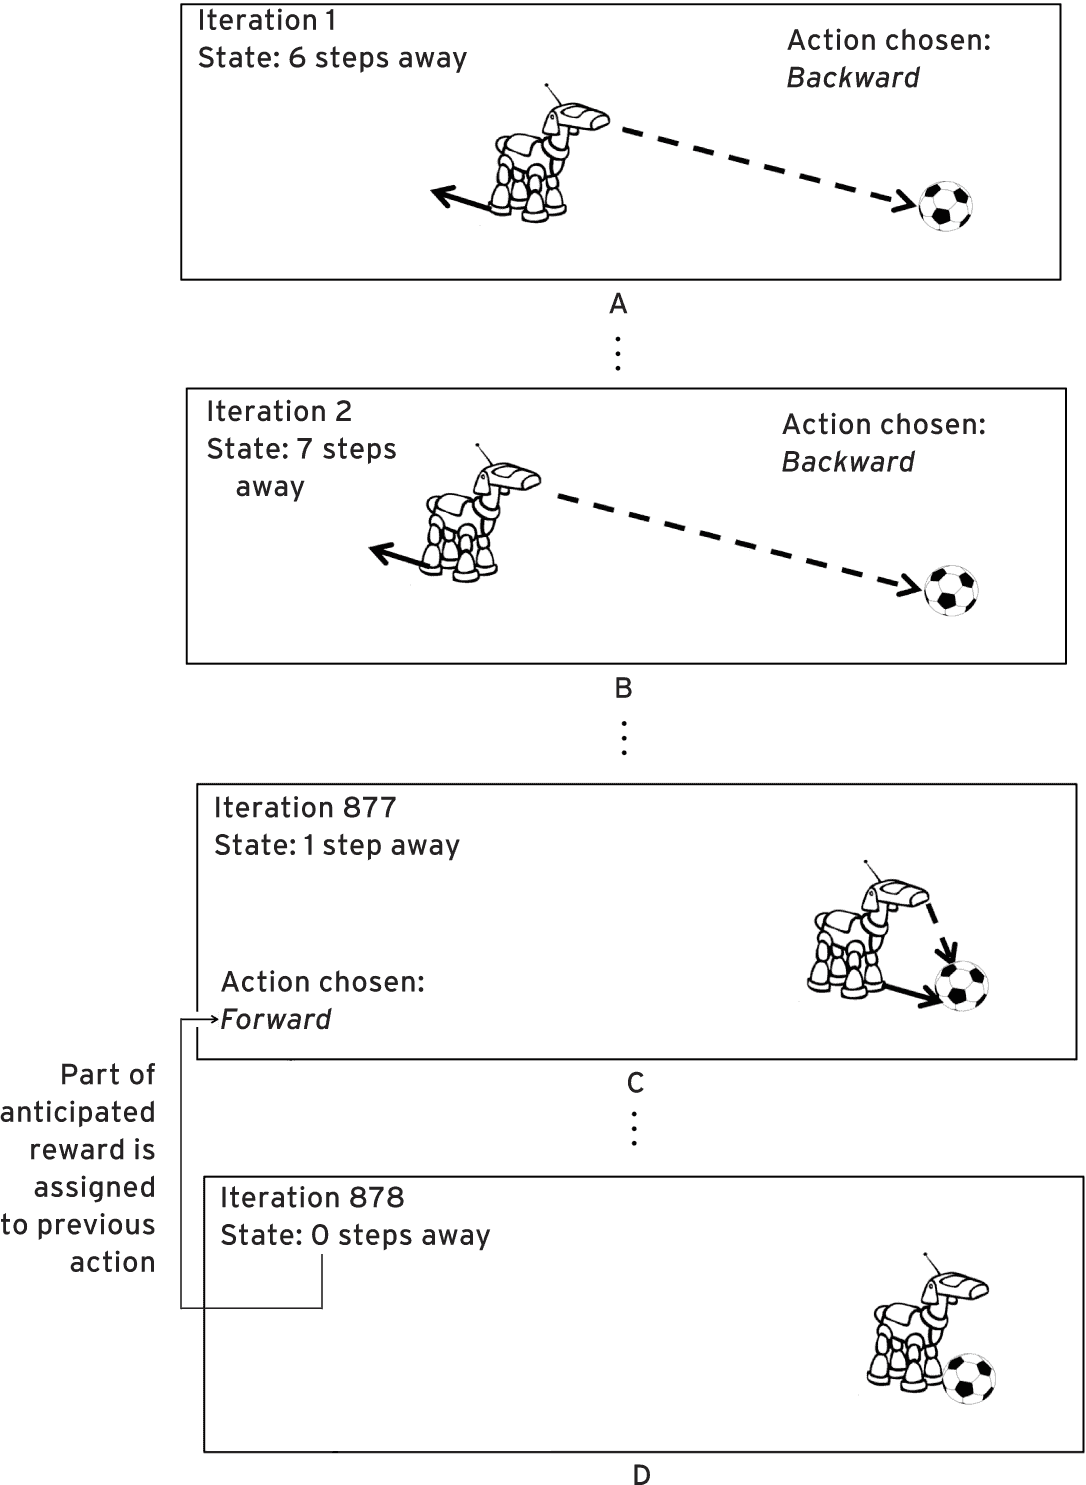 Iteration 1
State: 6 steps away
Action chosen:
Backward
A
Iteration 2
State: 7 steps
away
Action chosen:
Backward
B
Iteration 877
State: 1 step away
Action chosen:
Forward
C
Part of
anticipated
reward is
assigned
to previous
action
Iteration 878
State: 0 steps away
D